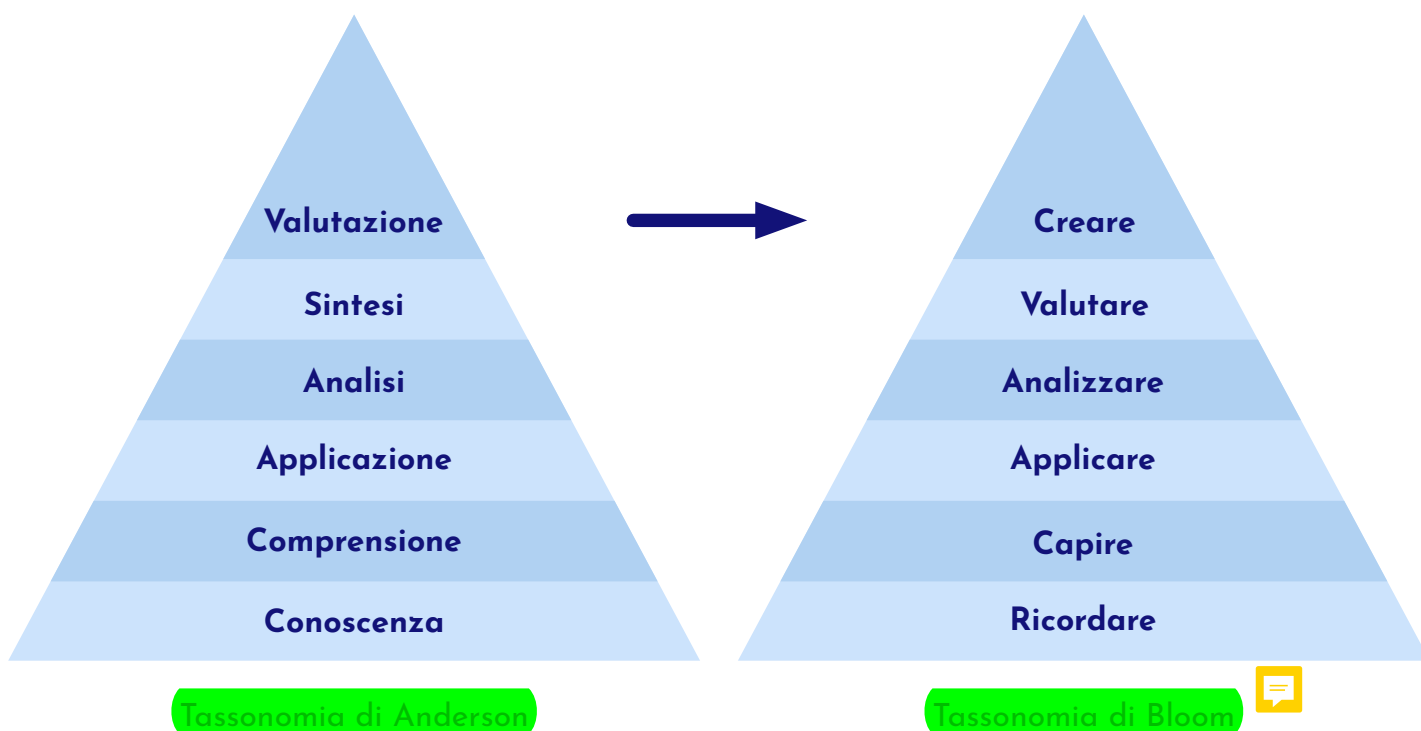 Valutazione
Sintesi
Analisi
Applicazione
Comprensione
Conoscenza
Tassonomia di Anderson
Creare
Valutare
Analizzare
Applicare
Capire
Ricordare
Tassonomia di Bloom